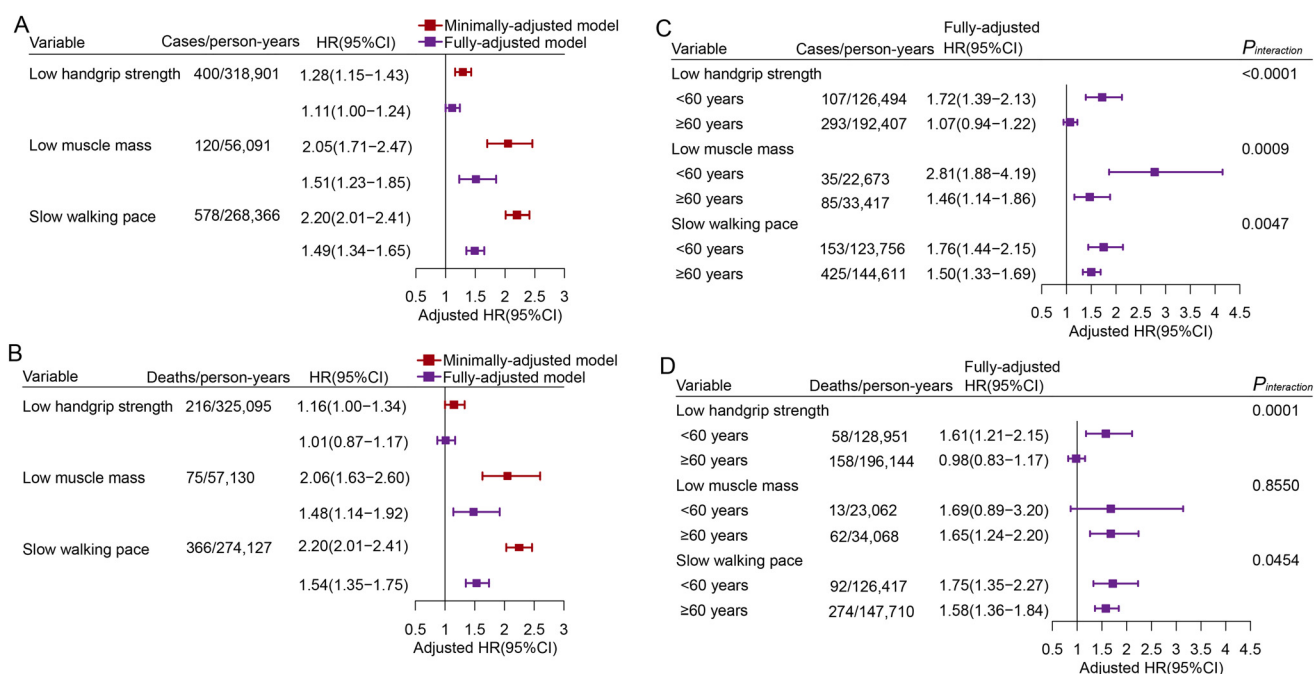 A
Minimally-adjusted model
Variable Cases/person-years HR(95%CI) Fully-adjusted model
Low handgrip strength 400/318,901 1.28(1.15−1.43)
1.11(1.00−1.24)
Low muscle mass 120/56,091 2.05(1.71−2.47)
1.51(1.23−1.85)
Slow walking pace 578/268,366 2.20(2.01−2.41)
1.49(1.34−1.65)
0.5 1 1.5 2 2.5 3
Adjusted HR(95%CI)
B
Minimally-adjusted model
Variable Deaths/person-years HR(95%CI) Fully-adjusted model
Low handgrip strength 216/325,095 1.16(1.00−1.34)
1.01(0.87−1.17)
Low muscle mass 75/57,130 2.06(1.63−2.60)
1.48(1.14−1.92)
Slow walking pace 366/274,127 2.20(2.01−2.41)
1.54(1.35−1.75)
0.5 1 1.5 2 2.5 3
Adjusted HR(95%CI)
C
Fully-adjusted
Variable Cases/person-years HR(95%CI) Pinteraction
Low handgrip strength <0.0001
<60 years 107/126,494 1.72(1.39−2.13)
≥60 years 293/192,407 1.07(0.94−1.22)
Low muscle mass 0.0009
<60 years 35/22,673 2.81(1.88−4.19)
≥60 years 85/33,417 1.46(1.14−1.86)
Slow walking pace 0.0047
<60 years 153/123,756 1.76(1.44−2.15)
≥60 years 425/144,611 1.50(1.33−1.69)
0.5 1 1.5 2 2.5 3 3.5 4 4.5
Adjusted HR(95%CI)
D
Fully-adjusted
Variable Deaths/person-years HR(95%CI) Pinteraction
Low handgrip strength 0.0001
<60 years 58/128,951 1.61(1.21−2.15)
≥60 years 158/196,144 0.98(0.83−1.17)
Low muscle mass 0.8550
<60 years 13/23,062 1.69(0.89−3.20)
≥60 years 62/34,068 1.65(1.24−2.20)
Slow walking pace 0.0454
<60 years 92/126,417 1.75(1.35−2.27)
≥60 years 274/147,710 1.58(1.36−1.84)
0.5 1 1.5 2 2.5 3 3.5 4 4.5
Adjusted HR(95%CI)